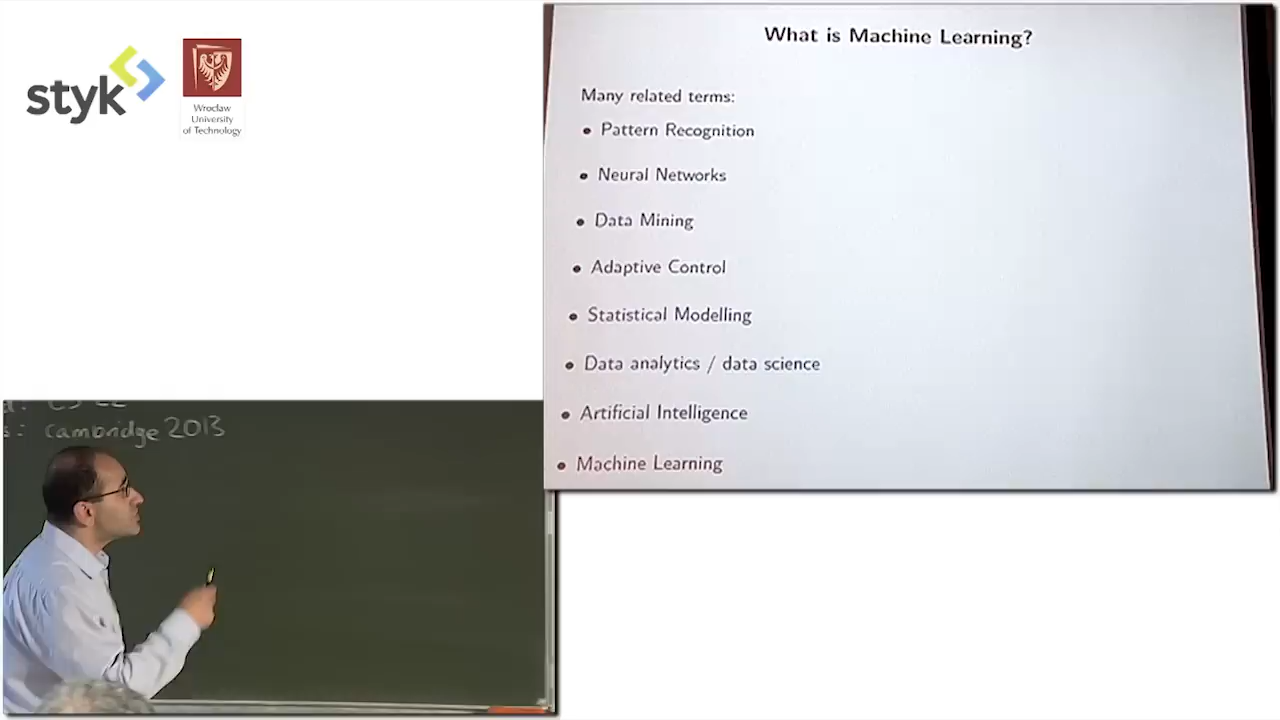 styk
Wrocław
University
of Technology
What is Machine Learning?
Many related terms:
• Pattern Recognition
• Neural Networks
• Data Mining
• Adaptive Control
• Statistical Modelling
• Data analytics / data science
• Artificial Intelligence
• Machine Learning
s: Cambridge 2013